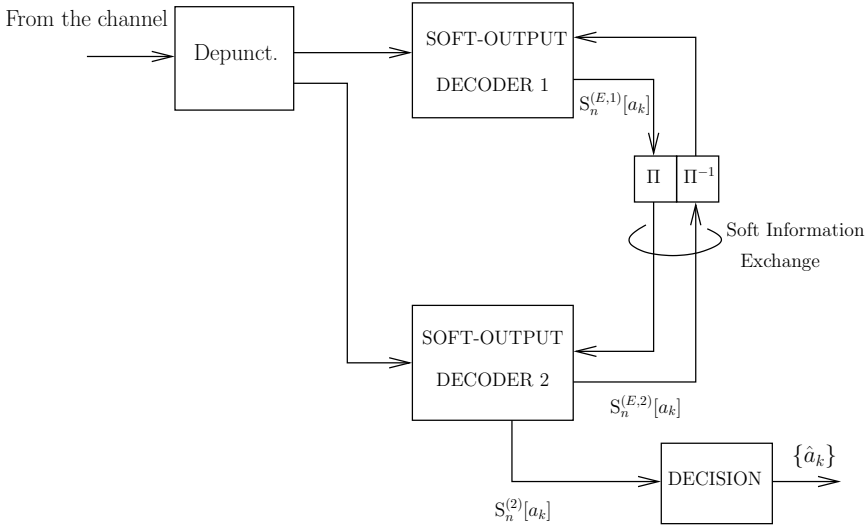 From the channel
Depunct.
SOFT-OUTPUT
DECODER 1
S_n^{(E,1)}[a_k]
Π
Π^{−1}
Soft Information
Exchange
SOFT-OUTPUT
DECODER 2
S_n^{(E,2)}[a_k]
S_n^{(2)}[a_k]
DECISION
{â_k}